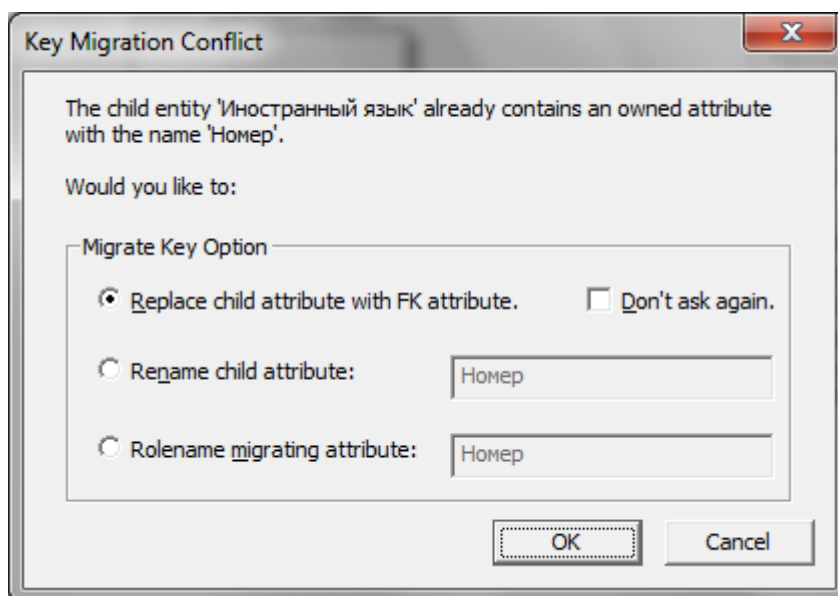 Key Migration Conflict
The child entity 'Иностранный язык' already contains an owned attribute
with the name 'Номер'.
Would you like to:
Migrate Key Option
Replace child attribute with FK attribute. Don't ask again.
Rename child attribute: Номер
Rolename migrating attribute: Номер
OK Cancel